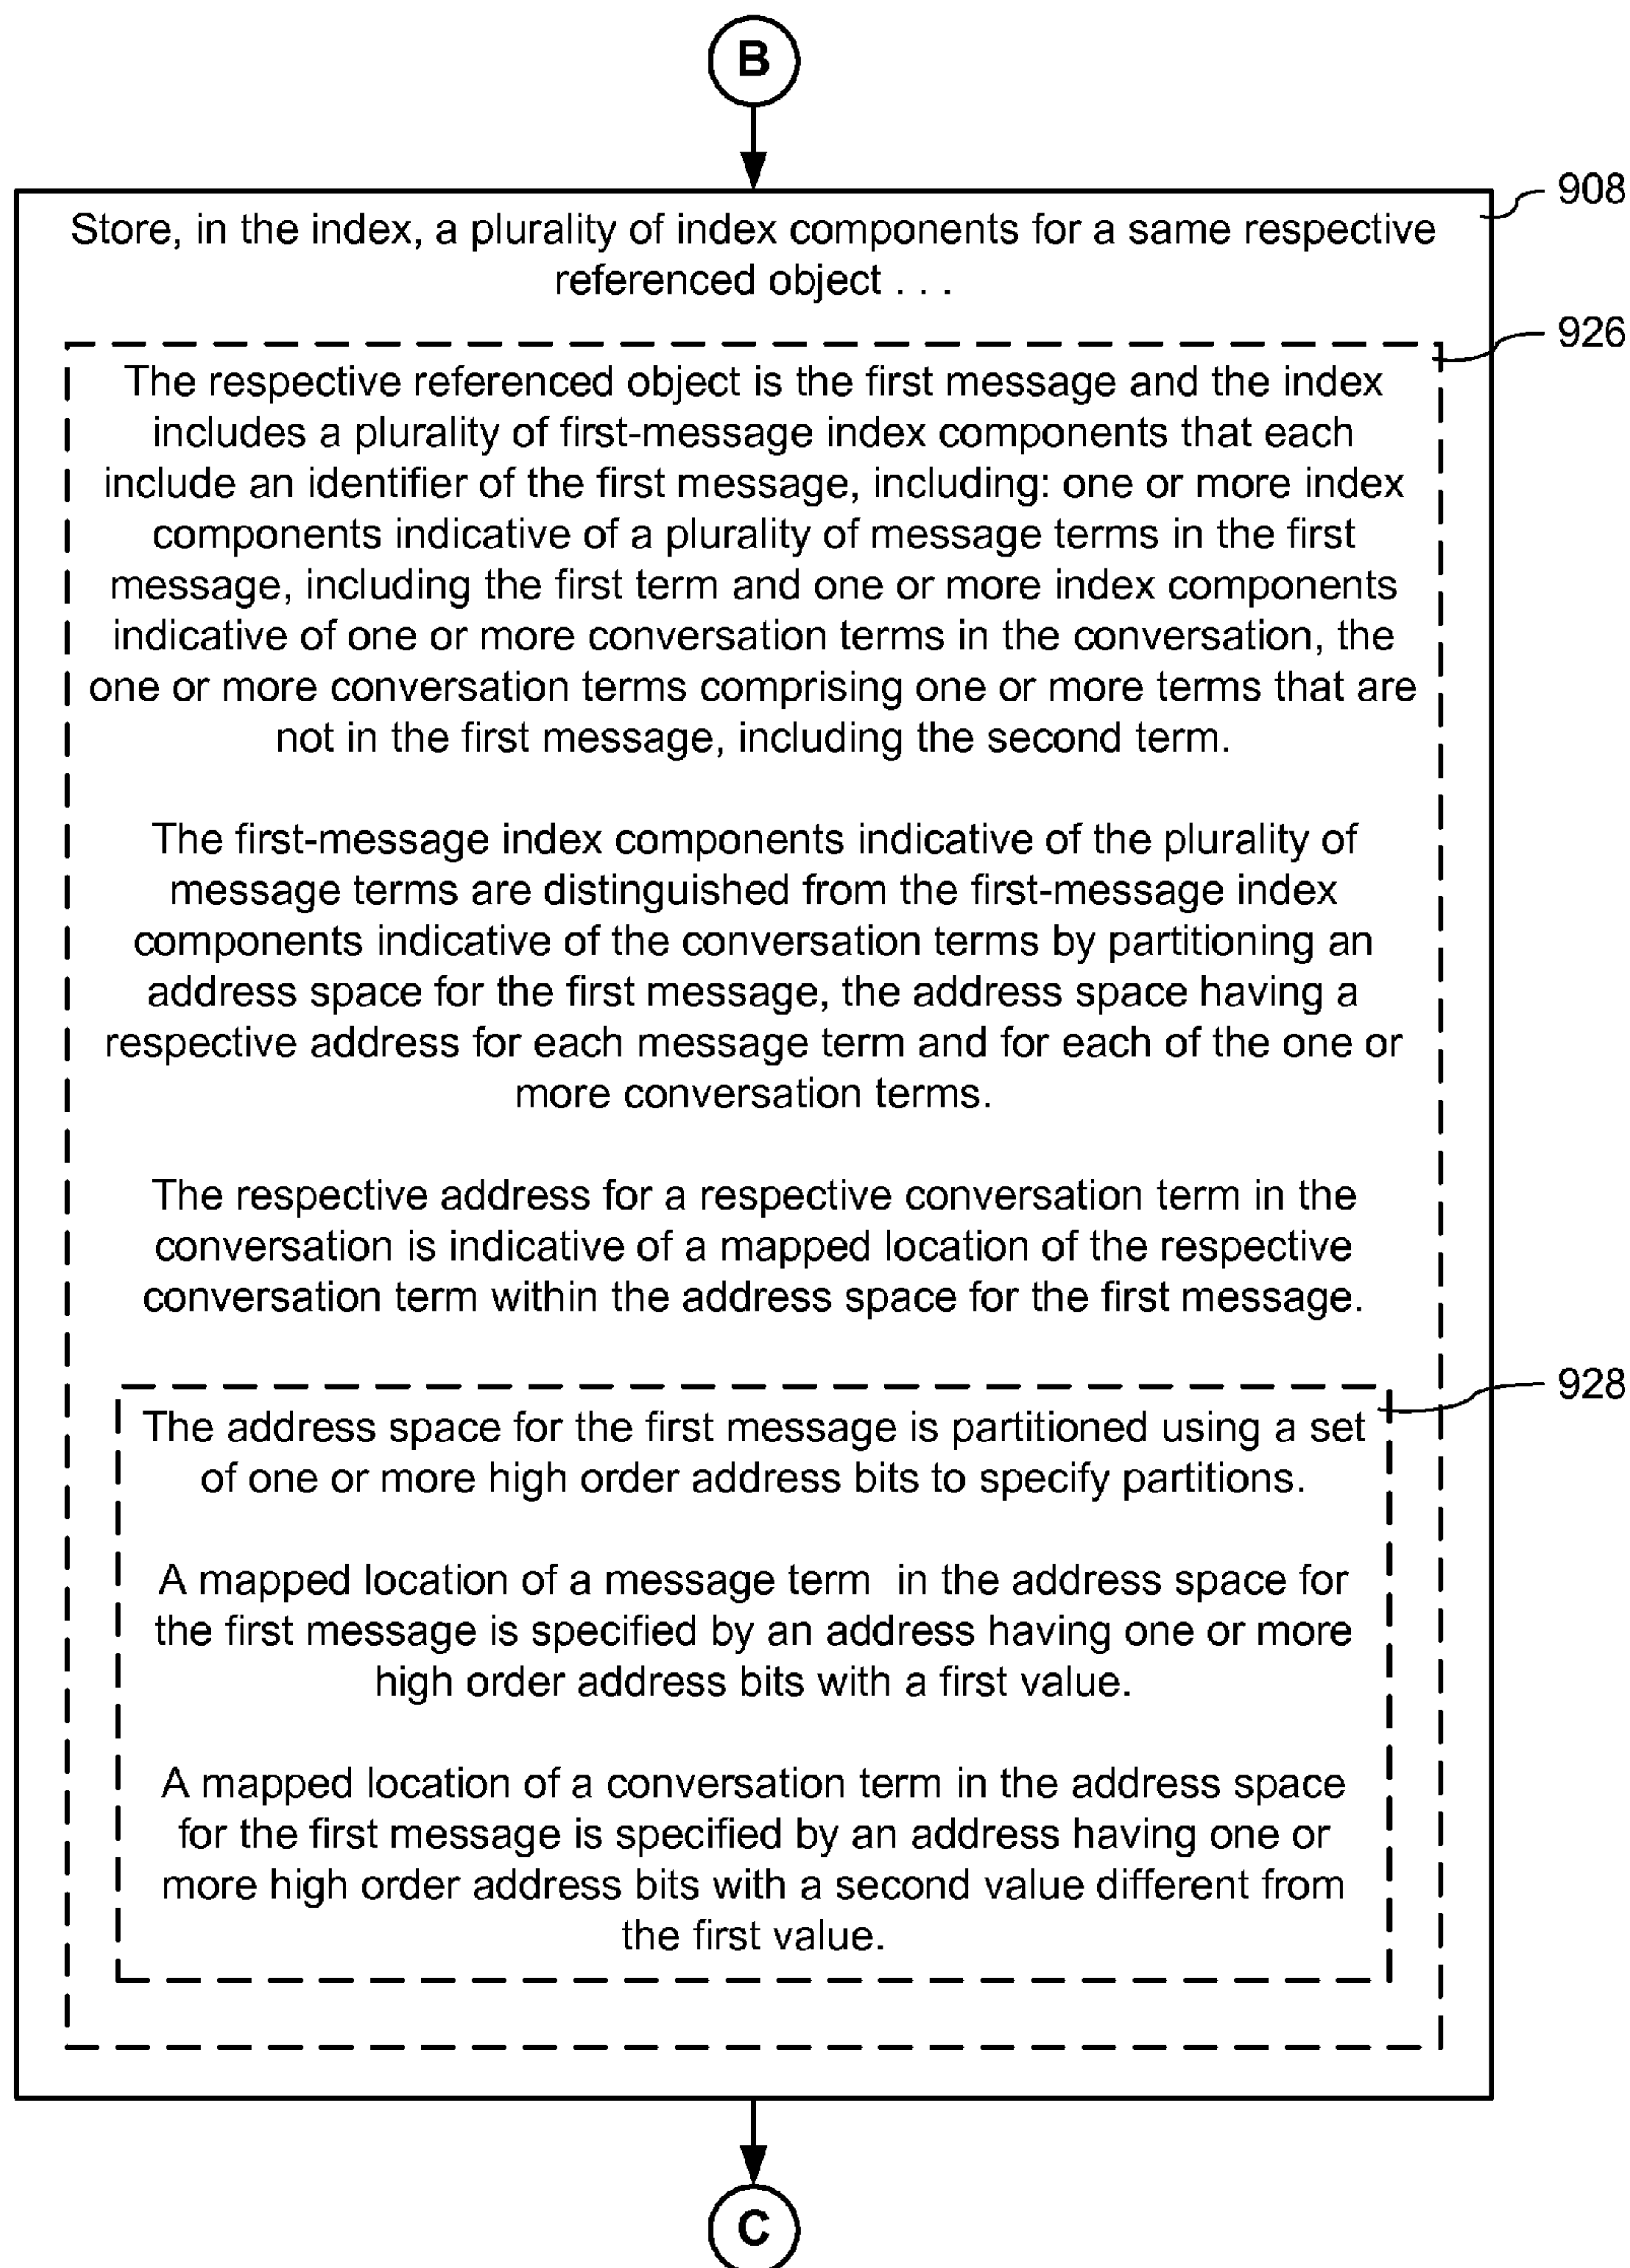 B
908
Store, in the index, a plurality of index components for a same respective
referenced object . . .
926
The respective referenced object is the first message and the index
includes a plurality of first-message index components that each
include an identifier of the first message, including: one or more index
components indicative of a plurality of message terms in the first
message, including the first term and one or more index components
indicative of one or more conversation terms in the conversation, the
one or more conversation terms comprising one or more terms that are
not in the first message, including the second term.
The first-message index components indicative of the plurality of
message terms are distinguished from the first-message index
components indicative of the conversation terms by partitioning an
address space for the first message, the address space having a
respective address for each message term and for each of the one or
more conversation terms.
The respective address for a respective conversation term in the
conversation is indicative of a mapped location of the respective
conversation term within the address space for the first message.
928
The address space for the first message is partitioned using a set
of one or more high order address bits to specify partitions.
A mapped location of a message term  in the address space for
the first message is specified by an address having one or more
high order address bits with a first value.
A mapped location of a conversation term in the address space
for the first message is specified by an address having one or
more high order address bits with a second value different from
the first value.
C